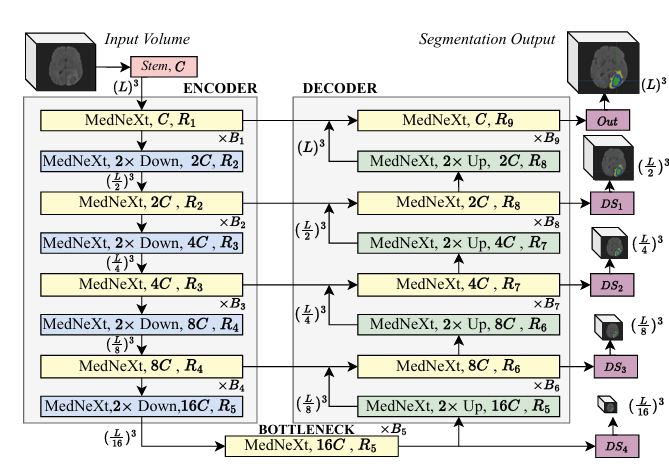 Input Volume
Segmentation Output
Stem, C
(L)³
(L)³
ENCODER
DECODER
MedNeXt, C, R₁
MedNeXt, C, R₉
Out
×B₁
×B₉
(L)³
MedNeXt, 2× Down, 2C, R₂
MedNeXt, 2× Up, 2C, R₈
(L/2)³
(L/2)³
MedNeXt, 2C, R₂
MedNeXt, 2C, R₈
DS₁
×B₂
×B₈
(L/2)³
MedNeXt, 2× Down, 4C, R₃
MedNeXt, 2× Up, 4C, R₇
(L/4)³
(L/4)³
MedNeXt, 4C, R₃
MedNeXt, 4C, R₇
DS₂
×B₃
×B₇
(L/4)³
MedNeXt, 2× Down, 8C, R₄
MedNeXt, 2× Up, 8C, R₆
(L/8)³
(L/8)³
MedNeXt, 8C, R₄
MedNeXt, 8C, R₆
DS₃
×B₄
×B₆
(L/8)³
MedNeXt,2× Down,16C, R₅
MedNeXt, 2× Up, 16C, R₅
(L/16)³
(L/16)³
BOTTLENECK
×B₅
MedNeXt, 16C, R₅
DS₄